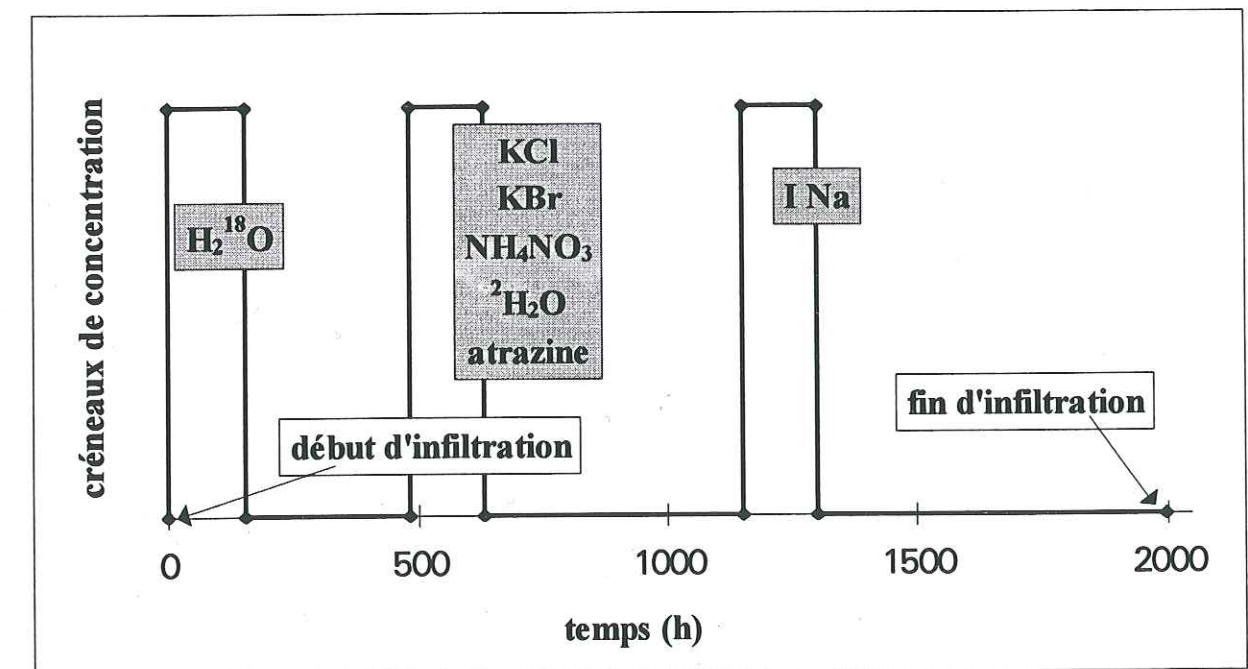 créneaux de concentration
H₂¹⁸O
KCl
KBr
NH₄NO₃
²H₂O
atrazine
I Na
début d'infiltration
fin d'infiltration
0 500 1000 1500 2000
temps (h)